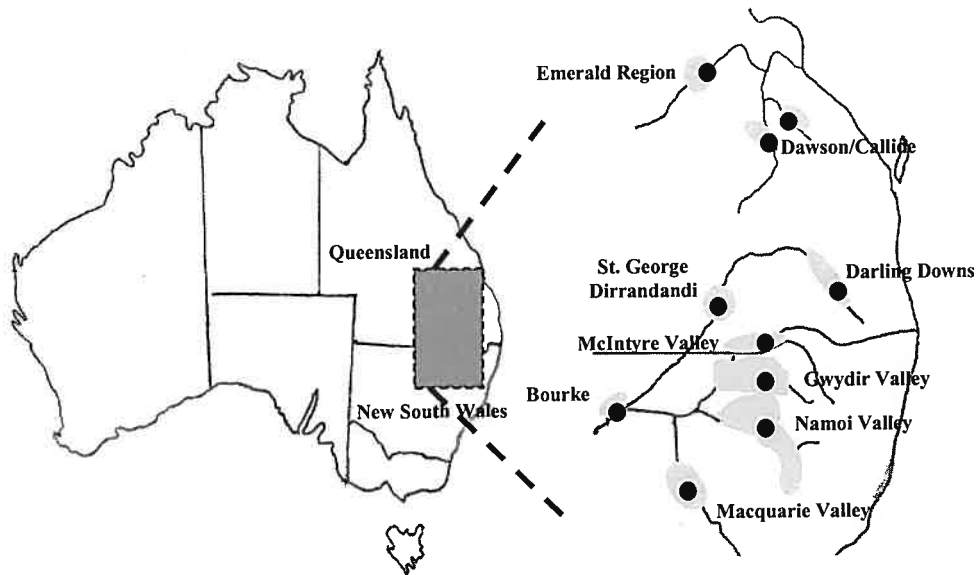 Emerald Region
Dawson/Callide
Queensland
St. George
Dirrandandi
Darling Downs
McIntyre Valley
Gwydir Valley
Bourke
New South Wales
Namoi Valley
Macquarie Valley